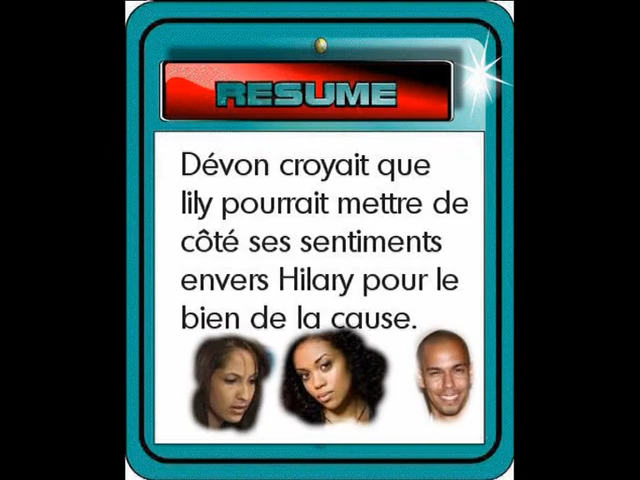 RESUME
Dévon croyait que
lily pourrait mettre de
côté ses sentiments
envers Hilary pour le
bien de la cause.